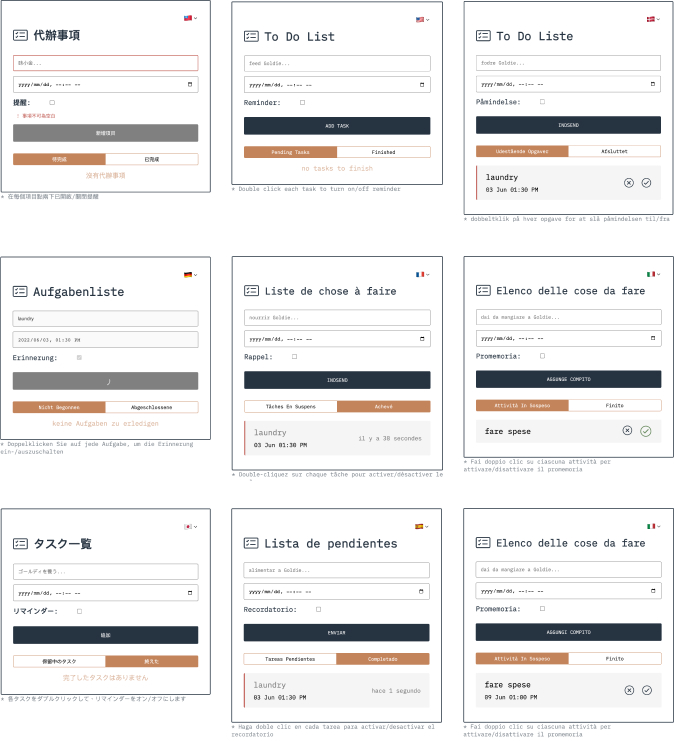 代辦事項
yyyy/mm/dd, --:-- --
提醒:
! 事項不可為空白
新增項目
待完成
已完成
沒有代辦事項
* 在每個項目點兩下已開啟/關閉提醒
To Do List
feed Goldie...
yyyy/mm/dd, --:-- --
Reminder:
ADD TASK
Pending Tasks
Finished
no tasks to finish
* Double click each task to turn on/off reminder
To Do Liste
fodre Goldie...
yyyy/mm/dd, --:-- --
Påmindelse:
INDSEND
Udestående Opgaver
Afsluttet
laundry
03 Jun 01:30 PM
* dobbeltklik på hver opgave for at slå påmindelsen til/fra
Aufgabenliste
laundry
2022/06/03, 01:30 PM
Erinnerung:
Nicht Begonnen
Abgeschlossene
keine Aufgaben zu erledigen
* Doppelklicken Sie auf jede Aufgabe, um die Erinnerung
ein-/auszuschalten
Liste de chose à faire
nourrir Goldie...
yyyy/mm/dd, --:-- --
Rappel:
INDSEND
Tâches En Suspens
Achevé
laundry
il y a 38 secondes
03 Jun 01:30 PM
* Double-cliquez sur chaque tâche pour activer/désactiver le
Elenco delle cose da fare
dai da mangiare a Goldie...
yyyy/mm/dd, --:-- --
Promemoria:
AGGIUNGI COMPITO
Attività In Sospeso
Finito
fare spese
* Fai doppio clic su ciascuna attività per
attivare/disattivare il promemoria
タスク一覧
ゴールディを養う...
yyyy/mm/dd, --:-- --
リマインダー:
追加
保留中のタスク
終えた
完了したタスクはありません
* 各タスクをダブルクリックして、リマインダーをオン/オフにします
Lista de pendientes
alimentar a Goldie...
yyyy/mm/dd, --:-- --
Recordatorio:
ENVIAR
Tareas Pendientes
Completado
laundry
hace 1 segundo
03 Jun 01:30 PM
* Haga doble clic en cada tarea para activar/desactivar el
recordatorio
Elenco delle cose da fare
dai da mangiare a Goldie...
yyyy/mm/dd, --:-- --
Promemoria:
AGGIUNGI COMPITO
Attività In Sospeso
Finito
fare spese
09 Jun 01:00 PM
* Fai doppio clic su ciascuna attività per
attivare/disattivare il promemoria